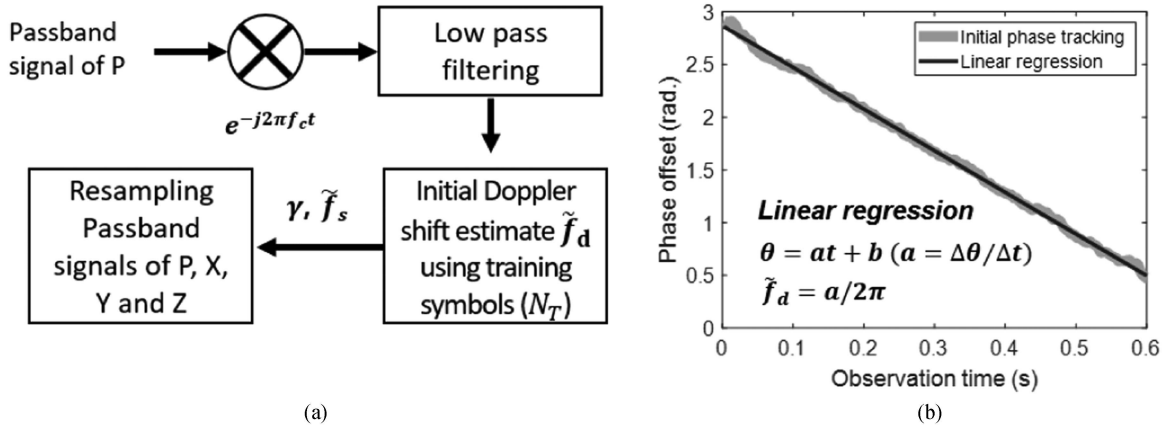 Passband
signal of P
e^{-j2πf_ct}
Low pass
filtering
Initial Doppler
shift estimate f̃_d
using training
symbols (N_T)
γ, f̃_s
Resampling
Passband
signals of P, X,
Y and Z
(a)
3
2.5
2
1.5
1
0.5
0
Phase offset (rad.)
Initial phase tracking
Linear regression
Linear regression
θ = at + b (a = Δθ/Δt)
f̃_d = a/2π
0 0.1 0.2 0.3 0.4 0.5 0.6
Observation time (s)
(b)